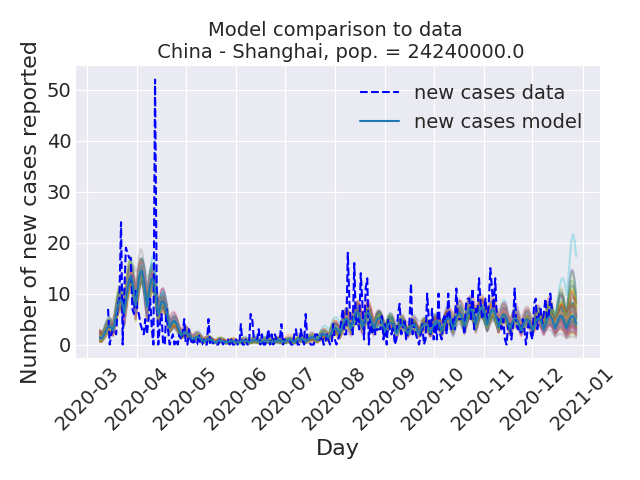 Model comparison to data
China - Shanghai, pop. = 24240000.0
Number of new cases reported
50
40
30
20
10
0
new cases data
new cases model
2020-03
2020-04
2020-05
2020-06
2020-07
2020-08
2020-09
2020-10
2020-11
2020-12
2021-01
Day